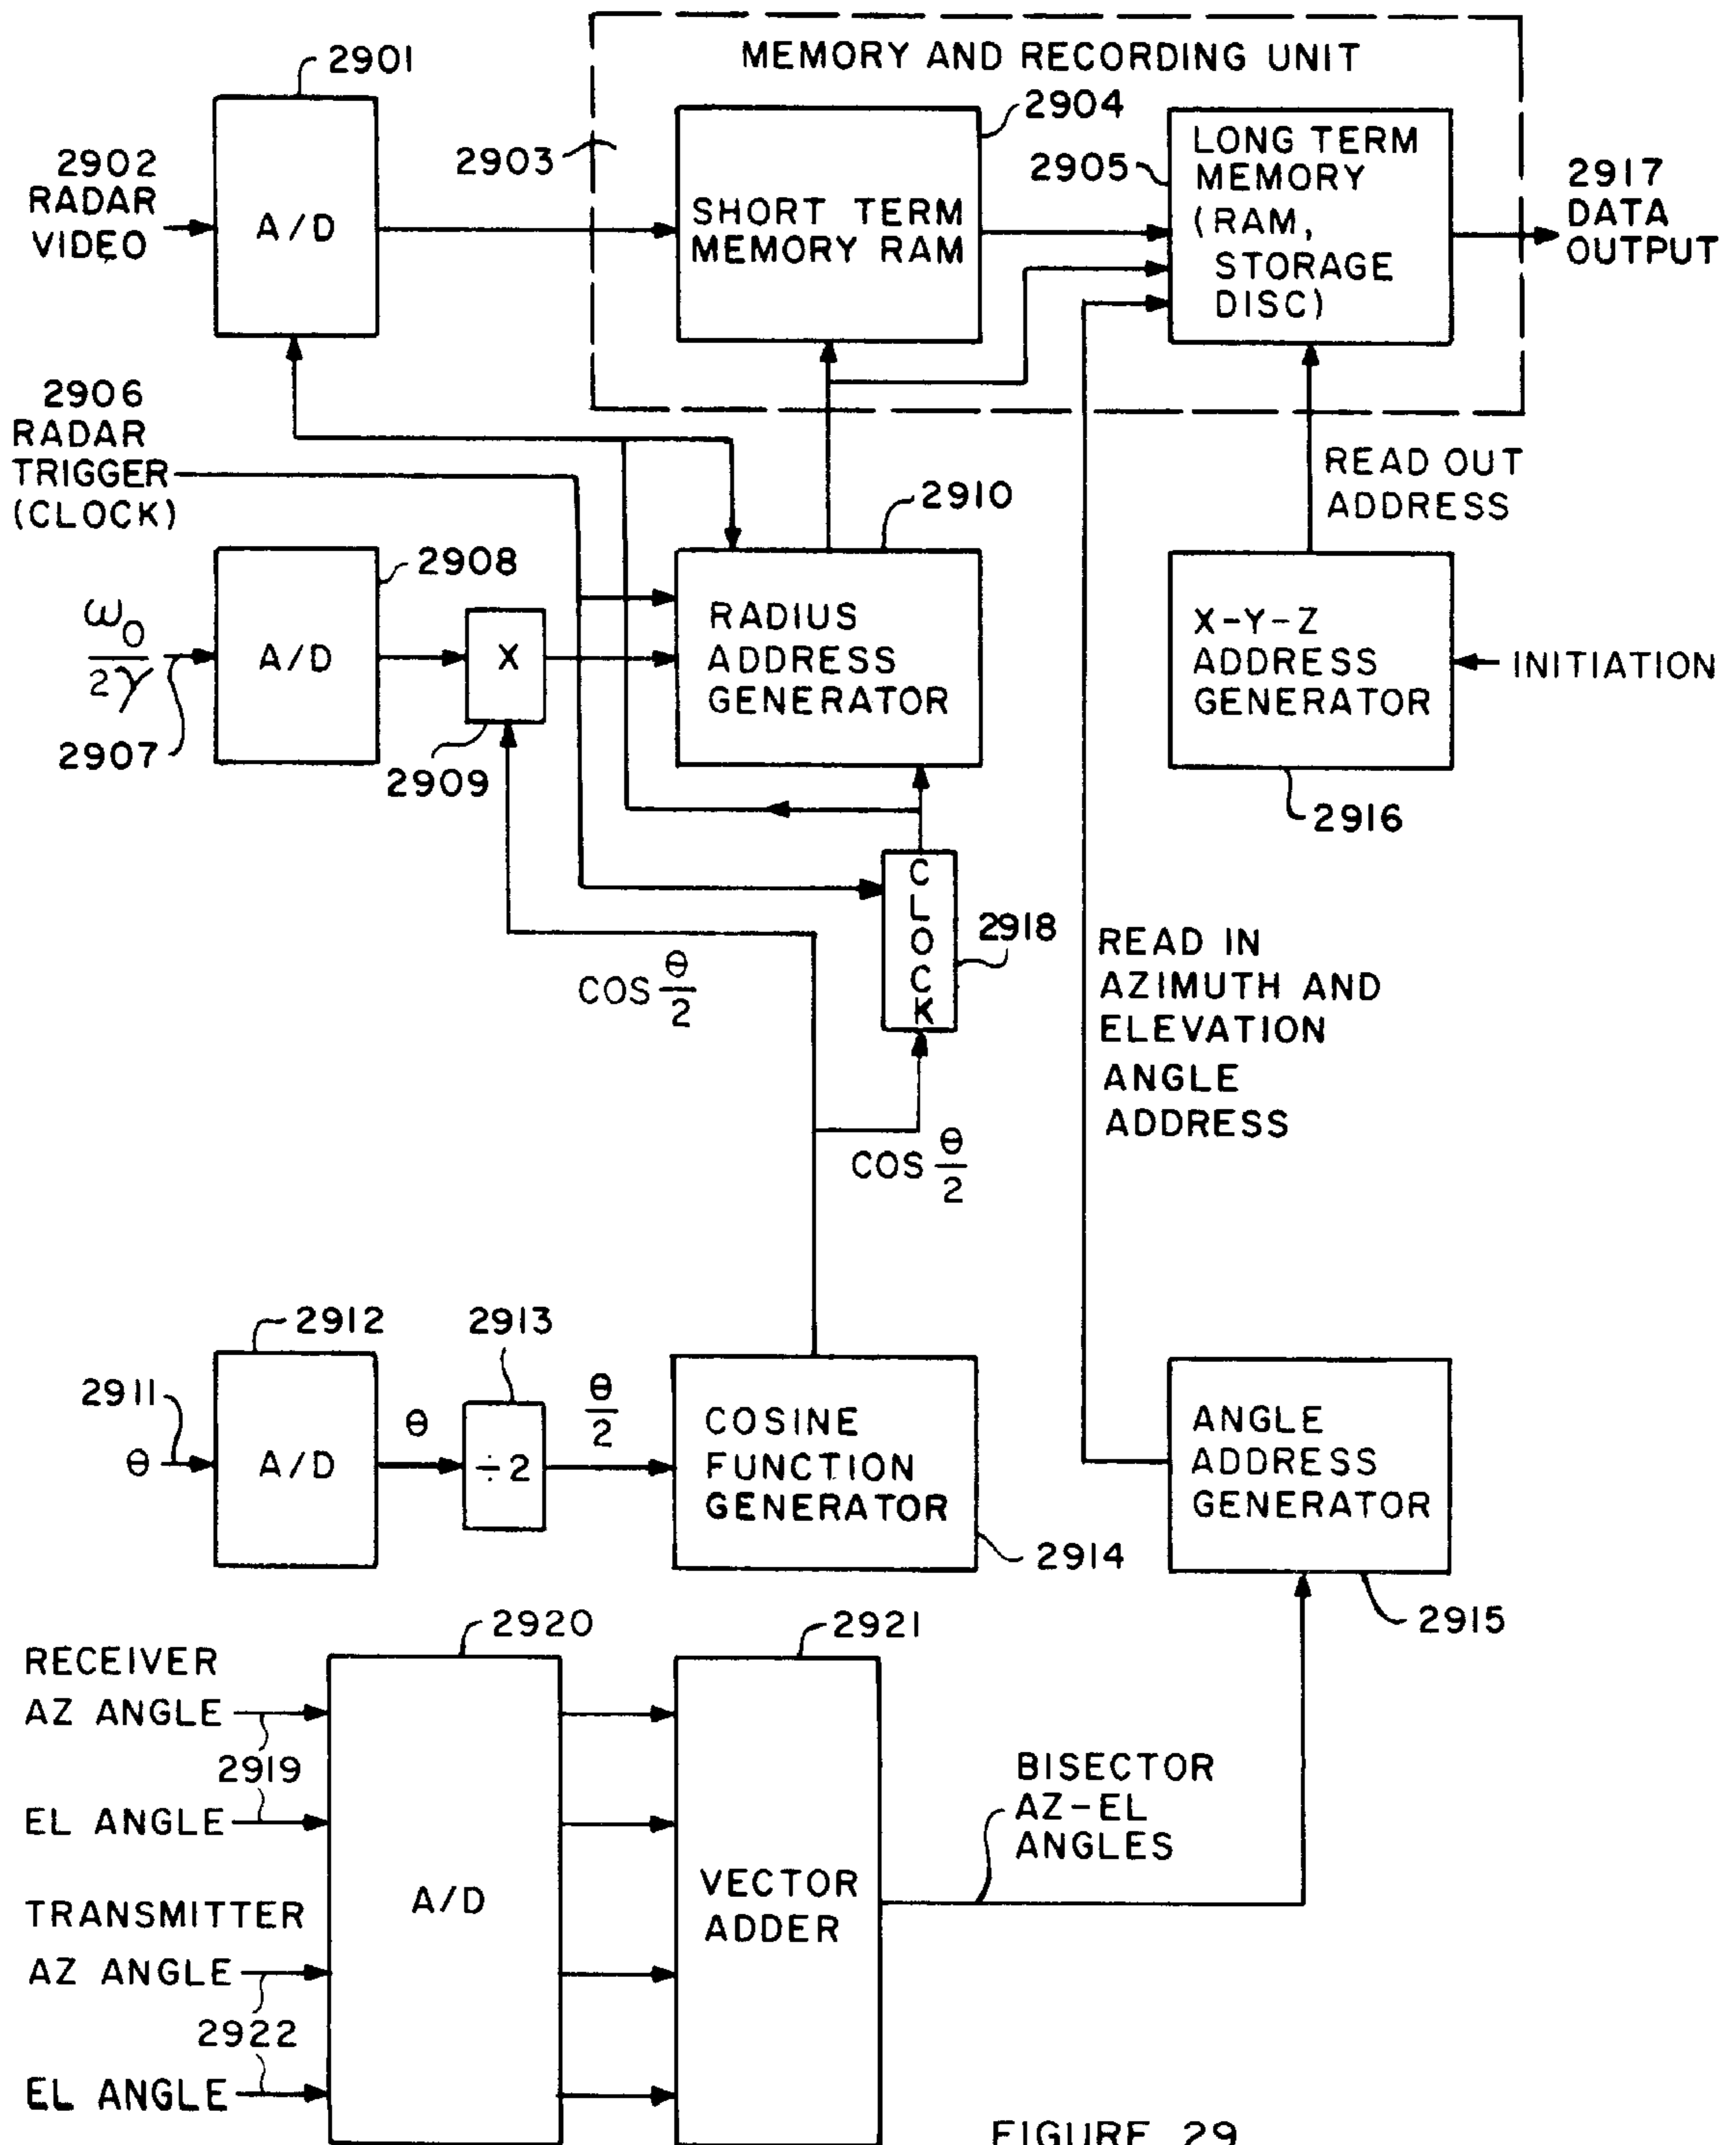 2901
MEMORY AND RECORDING UNIT
2904
2903
2902
RADAR
VIDEO
A/D
SHORT TERM
MEMORY RAM
2905
LONG TERM
MEMORY
(RAM,
STORAGE
DISC)
2917
DATA
OUTPUT
2906
RADAR
TRIGGER
(CLOCK)
READ OUT
ADDRESS
2910
2908
ω0
2γ
2907
A/D
X
2909
RADIUS
ADDRESS
GENERATOR
X-Y-Z
ADDRESS
GENERATOR
INITIATION
2916
CLOCK
2918
COS θ/2
COS θ/2
READ IN
AZIMUTH AND
ELEVATION
ANGLE
ADDRESS
2912
2913
2911
θ
A/D
θ
÷2
θ/2
COSINE
FUNCTION
GENERATOR
2914
ANGLE
ADDRESS
GENERATOR
2915
2920
2921
RECEIVER
AZ ANGLE
2919
EL ANGLE
TRANSMITTER
AZ ANGLE
2922
EL ANGLE
A/D
VECTOR
ADDER
BISECTOR
AZ-EL
ANGLES
FIGURE 29